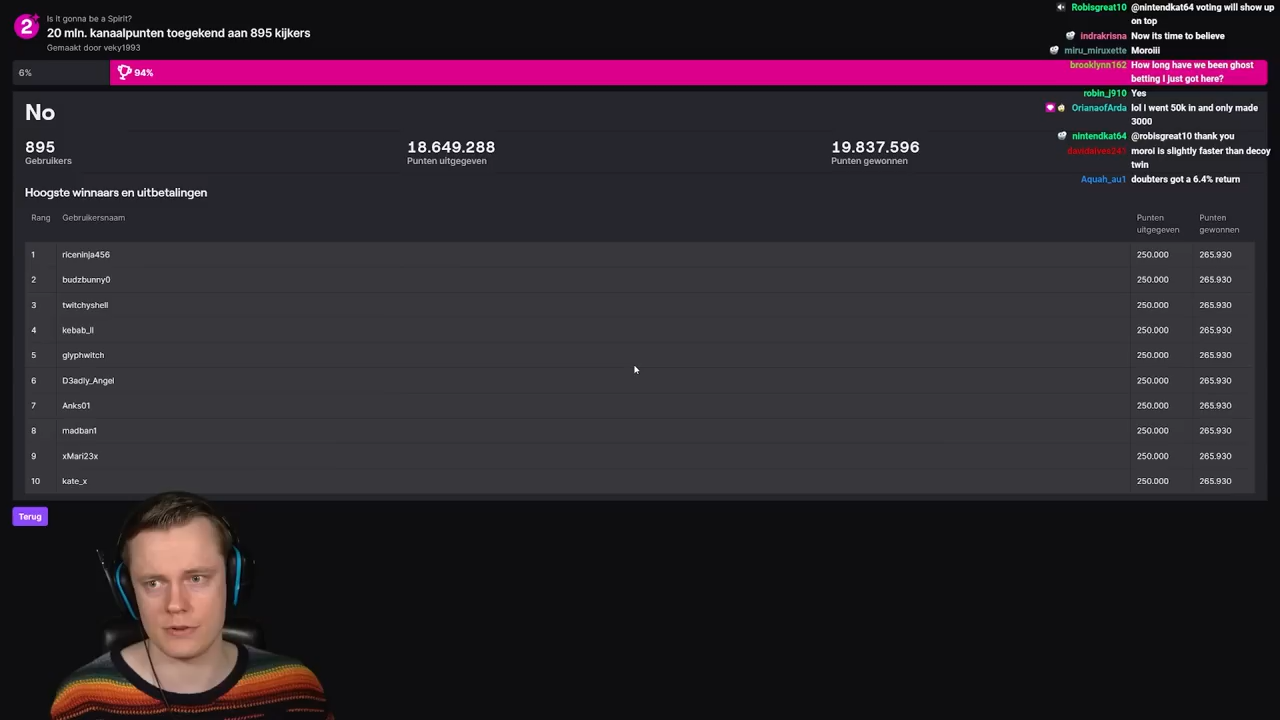 2
Is it gonna be a Spirit?
20 mln. kanaalpunten toegekend aan 895 kijkers
Gemaakt door veky1993
6%
94%
No
895
Gebruikers
18.649.288
Punten uitgegeven
19.837.596
Punten gewonnen
Hoogste winnaars en uitbetalingen
Rang Gebruikersnaam Punten uitgegeven Punten gewonnen
1 riceninja456 250.000 265.930
2 budzbunny0 250.000 265.930
3 twitchyshell 250.000 265.930
4 kebab_li 250.000 265.930
5 glyphwitch 250.000 265.930
6 D3adly_Angel 250.000 265.930
7 Anks01 250.000 265.930
8 madban1 250.000 265.930
9 xMari23x 250.000 265.930
10 kate_x 250.000 265.930
Terug
Robisgreat10 @nintendkat64 voting will show up
on top
indrakrisna Now its time to believe
miru_miruxette Moroiii
brooklynn162 How long have we been ghost
betting I just got here?
robin_j910 Yes
OrianaofArda lol I went 50k in and only made
3000
nintendkat64 @robisgreat10 thank you
moroi is slightly faster than decoy
twin
Aquah_au1 doubters got a 6.4% return